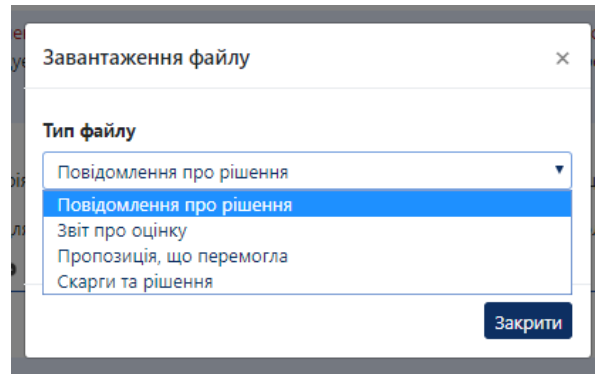 Завантаження файлу ×
Тип файлу
Повідомлення про рішення
Повідомлення про рішення
Звіт про оцінку
Пропозиція, що перемогла
Скарги та рішення
Закрити